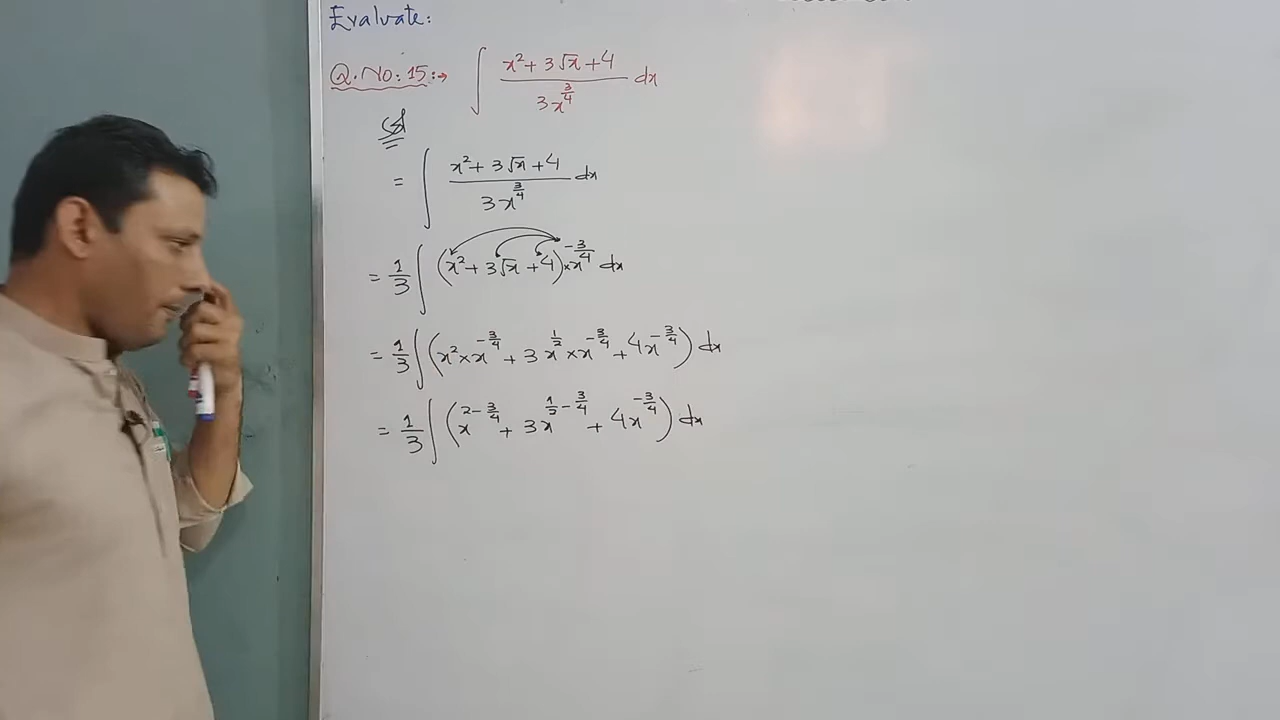 Evaluate:
Q.No:15:→ ∫ (x² + 3√x + 4)/(3x^(3/4)) dx
Sol
= ∫ (x² + 3√x + 4)/(3x^(3/4)) dx
= 1/3 ∫ (x² + 3√x + 4) × x^(-3/4) dx
= 1/3 ∫ (x² × x^(-3/4) + 3x^(1/2) × x^(-3/4) + 4x^(-3/4)) dx
= 1/3 ∫ (x^(2 - 3/4) + 3x^(1/2 - 3/4) + 4x^(-3/4)) dx